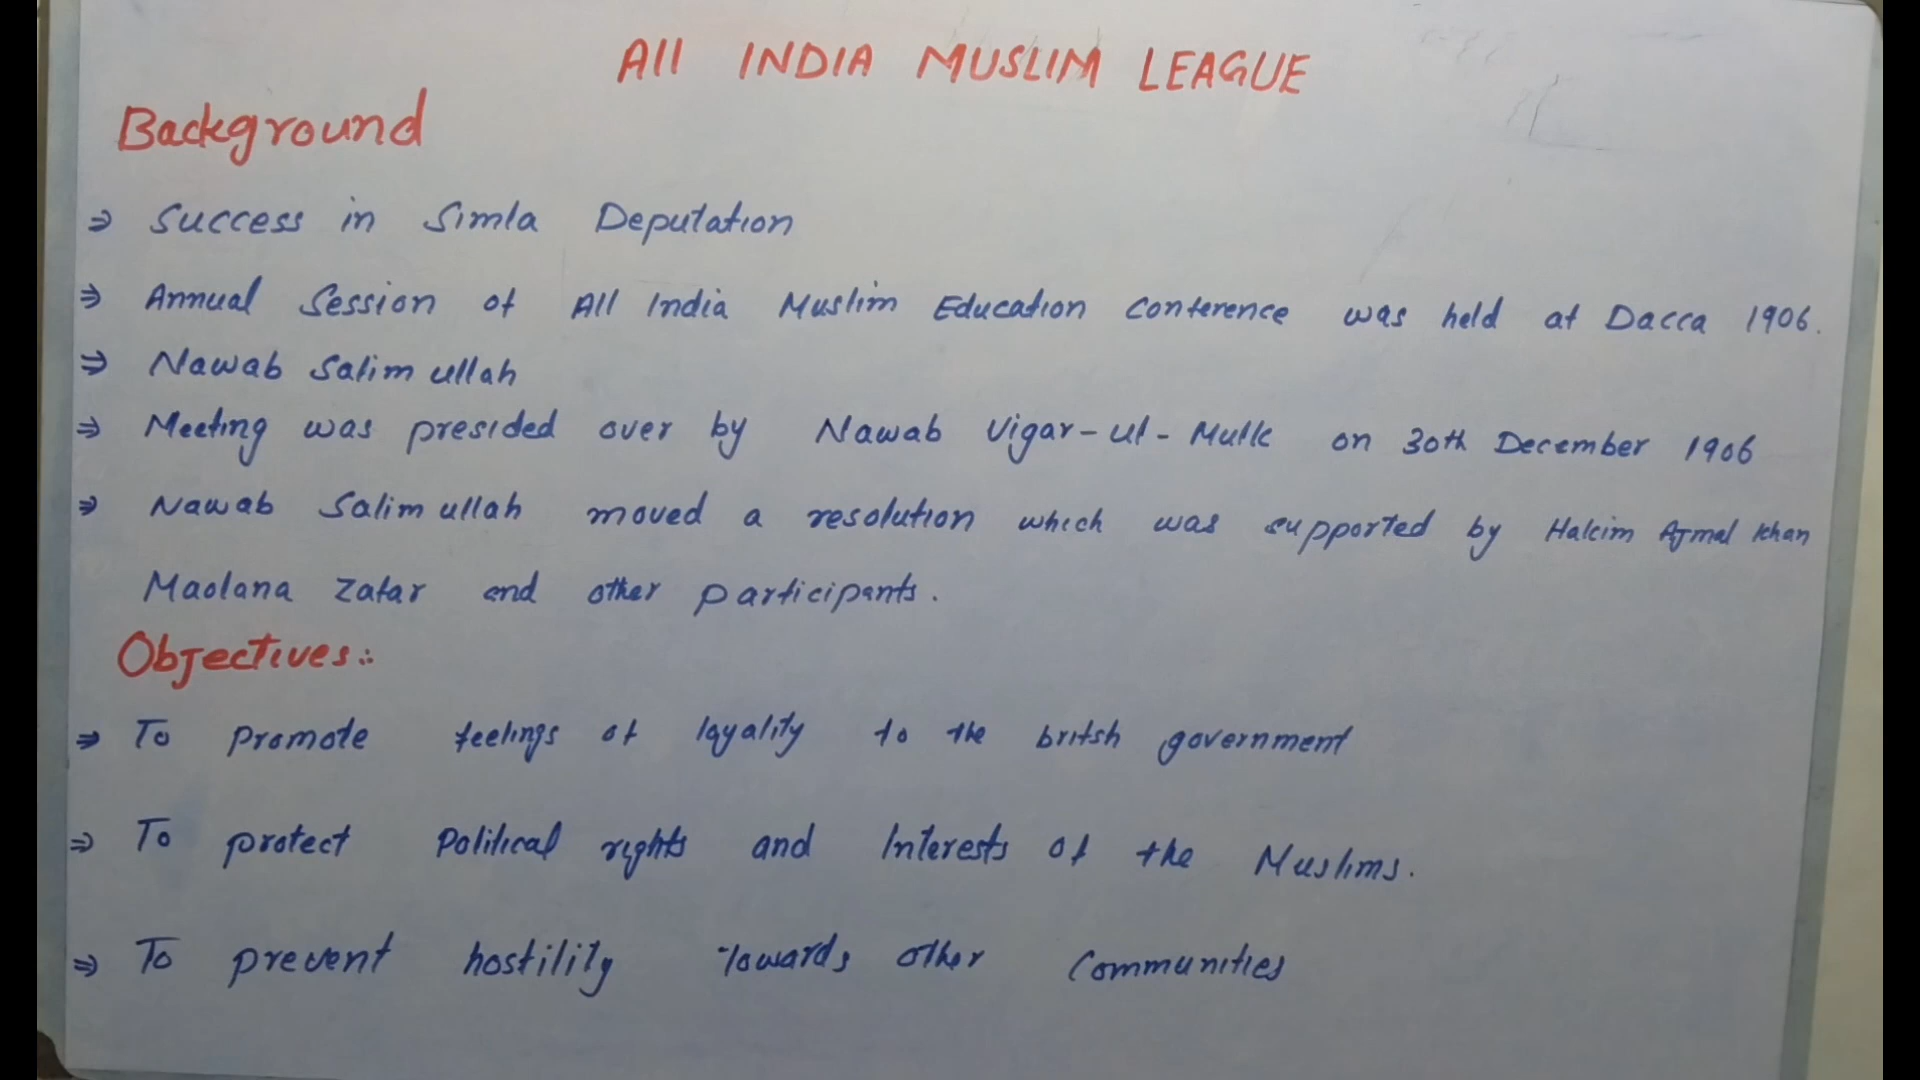 All INDIA MUSLIM LEAGUE
Background
⇒ Success in Simla Deputation
⇒ Annual Session of All India Muslim Education Conference was held at Dacca 1906.
⇒ Nawab Salim ullah
⇒ Meeting was presided over by Nawab Viqar-ul-Mulk on 30th December 1906
⇒ Nawab Salim ullah moved a resolution which was supported by Hakim Ajmal Khan
Maolana Zafar and other participants.
Objectives:-
⇒ To promote feelings of loyality to the britsh government
⇒ To protect Political rights and Interests of the Muslims.
⇒ To prevent hostility Towards other Communities